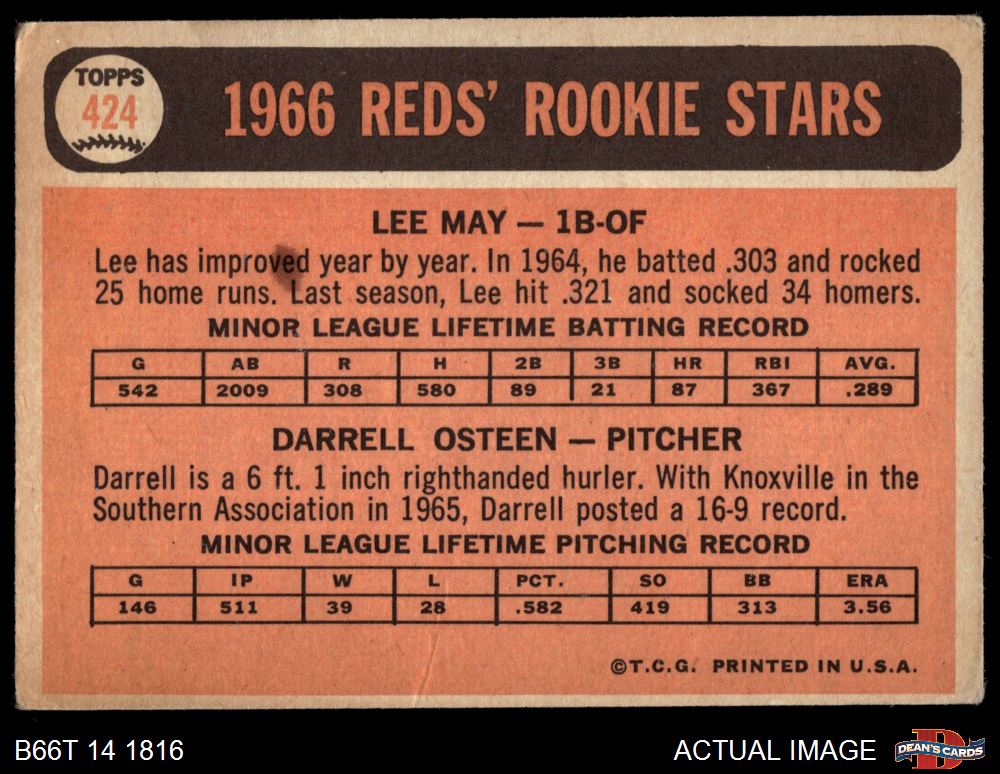 TOPPS
424
1966 REDS' ROOKIE STARS
LEE MAY — 1B-OF
Lee has improved year by year. In 1964, he batted .303 and rocked
25 home runs. Last season, Lee hit .321 and socked 34 homers.
MINOR LEAGUE LIFETIME BATTING RECORD
G AB R H 2B 3B HR RBI AVG.
542 2009 308 580 89 21 87 367 .289
DARRELL OSTEEN — PITCHER
Darrell is a 6 ft. 1 inch righthanded hurler. With Knoxville in the
Southern Association in 1965, Darrell posted a 16-9 record.
MINOR LEAGUE LIFETIME PITCHING RECORD
G IP W L PCT. SO BB ERA
146 511 39 28 .582 419 313 3.56
©T.C.G. PRINTED IN U.S.A.
B66T 14 1816
ACTUAL IMAGE
DEAN'S CARDS